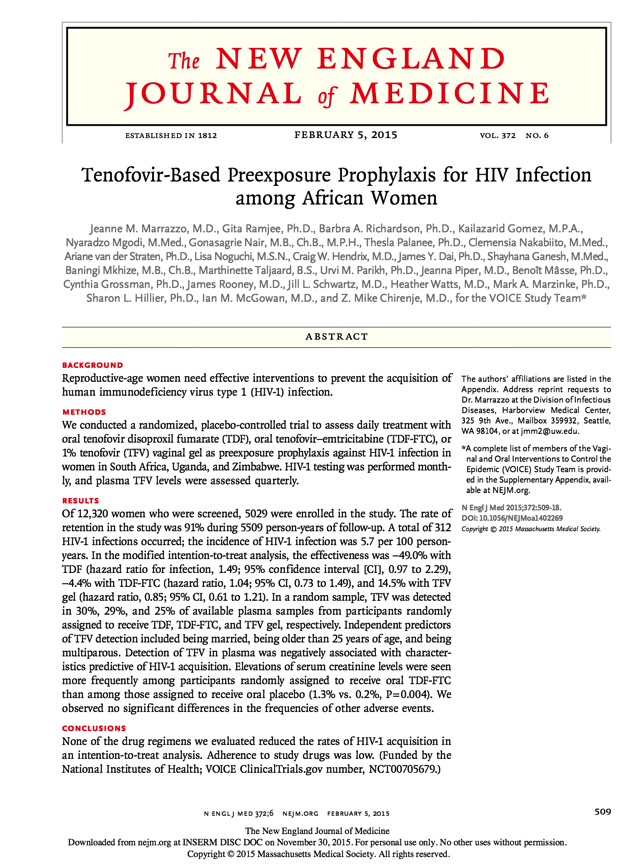 The NEW ENGLAND
JOURNAL of MEDICINE
ESTABLISHED IN 1812 FEBRUARY 5, 2015 VOL. 372 NO. 6
Tenofovir-Based Preexposure Prophylaxis for HIV Infection
among African Women
Jeanne M. Marrazzo, M.D., Gita Ramjee, Ph.D., Barbra A. Richardson, Ph.D., Kailazarid Gomez, M.P.A.,
Nyaradzo Mgodi, M.Med., Gonasagrie Nair, M.B., Ch.B., M.P.H., Thesla Palanee, Ph.D., Clemensia Nakabiito, M.Med.,
Ariane van der Straten, Ph.D., Lisa Noguchi, M.S.N., Craig W. Hendrix, M.D., James Y. Dai, Ph.D., Shayhana Ganesh, M.Med.,
Baningi Mkhize, M.B., Ch.B., Marthinette Taljaard, B.S., Urvi M. Parikh, Ph.D., Jeanna Piper, M.D., Benoît Mâsse, Ph.D.,
Cynthia Grossman, Ph.D., James Rooney, M.D., Jill L. Schwartz, M.D., Heather Watts, M.D., Mark A. Marzinke, Ph.D.,
Sharon L. Hillier, Ph.D., Ian M. McGowan, M.D., and Z. Mike Chirenje, M.D., for the VOICE Study Team*
ABSTRACT
BACKGROUND
Reproductive-age women need effective interventions to prevent the acquisition of
human immunodeficiency virus type 1 (HIV-1) infection.
METHODS
We conducted a randomized, placebo-controlled trial to assess daily treatment with
oral tenofovir disoproxil fumarate (TDF), oral tenofovir–emtricitabine (TDF-FTC), or
1% tenofovir (TFV) vaginal gel as preexposure prophylaxis against HIV-1 infection in
women in South Africa, Uganda, and Zimbabwe. HIV-1 testing was performed month-
ly, and plasma TFV levels were assessed quarterly.
RESULTS
Of 12,320 women who were screened, 5029 were enrolled in the study. The rate of
retention in the study was 91% during 5509 person-years of follow-up. A total of 312
HIV-1 infections occurred; the incidence of HIV-1 infection was 5.7 per 100 person-
years. In the modified intention-to-treat analysis, the effectiveness was −49.0% with
TDF (hazard ratio for infection, 1.49; 95% confidence interval [CI], 0.97 to 2.29),
−4.4% with TDF-FTC (hazard ratio, 1.04; 95% CI, 0.73 to 1.49), and 14.5% with TFV
gel (hazard ratio, 0.85; 95% CI, 0.61 to 1.21). In a random sample, TFV was detected
in 30%, 29%, and 25% of available plasma samples from participants randomly
assigned to receive TDF, TDF-FTC, and TFV gel, respectively. Independent predictors
of TFV detection included being married, being older than 25 years of age, and being
multiparous. Detection of TFV in plasma was negatively associated with character-
istics predictive of HIV-1 acquisition. Elevations of serum creatinine levels were seen
more frequently among participants randomly assigned to receive oral TDF-FTC
than among those assigned to receive oral placebo (1.3% vs. 0.2%, P=0.004). We
observed no significant differences in the frequencies of other adverse events.
CONCLUSIONS
None of the drug regimens we evaluated reduced the rates of HIV-1 acquisition in
an intention-to-treat analysis. Adherence to study drugs was low. (Funded by the
National Institutes of Health; VOICE ClinicalTrials.gov number, NCT00705679.)
The authors' affiliations are listed in the
Appendix. Address reprint requests to
Dr. Marrazzo at the Division of Infectious
Diseases, Harborview Medical Center,
325 9th Ave., Mailbox 359932, Seattle,
WA 98104, or at jmm2@uw.edu.
*A complete list of members of the Vagi-
nal and Oral Interventions to Control the
Epidemic (VOICE) Study Team is provid-
ed in the Supplementary Appendix, avail-
able at NEJM.org.
N Engl J Med 2015;372:509-18.
DOI: 10.1056/NEJMoa1402269
Copyright © 2015 Massachusetts Medical Society.
N ENGL J MED 372;6 NEJM.ORG FEBRUARY 5, 2015 509
The New England Journal of Medicine
Downloaded from nejm.org at INSERM DISC DOC on November 30, 2015. For personal use only. No other uses without permission.
Copyright © 2015 Massachusetts Medical Society. All rights reserved.